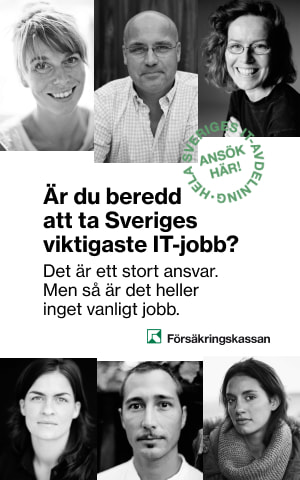 HELA SVERIGES IT-AVDELNING
ANSÖK
HÄR!
Är du beredd
att ta Sveriges
viktigaste IT-jobb?
Det är ett stort ansvar.
Men så är det heller
inget vanligt jobb.
Försäkringskassan